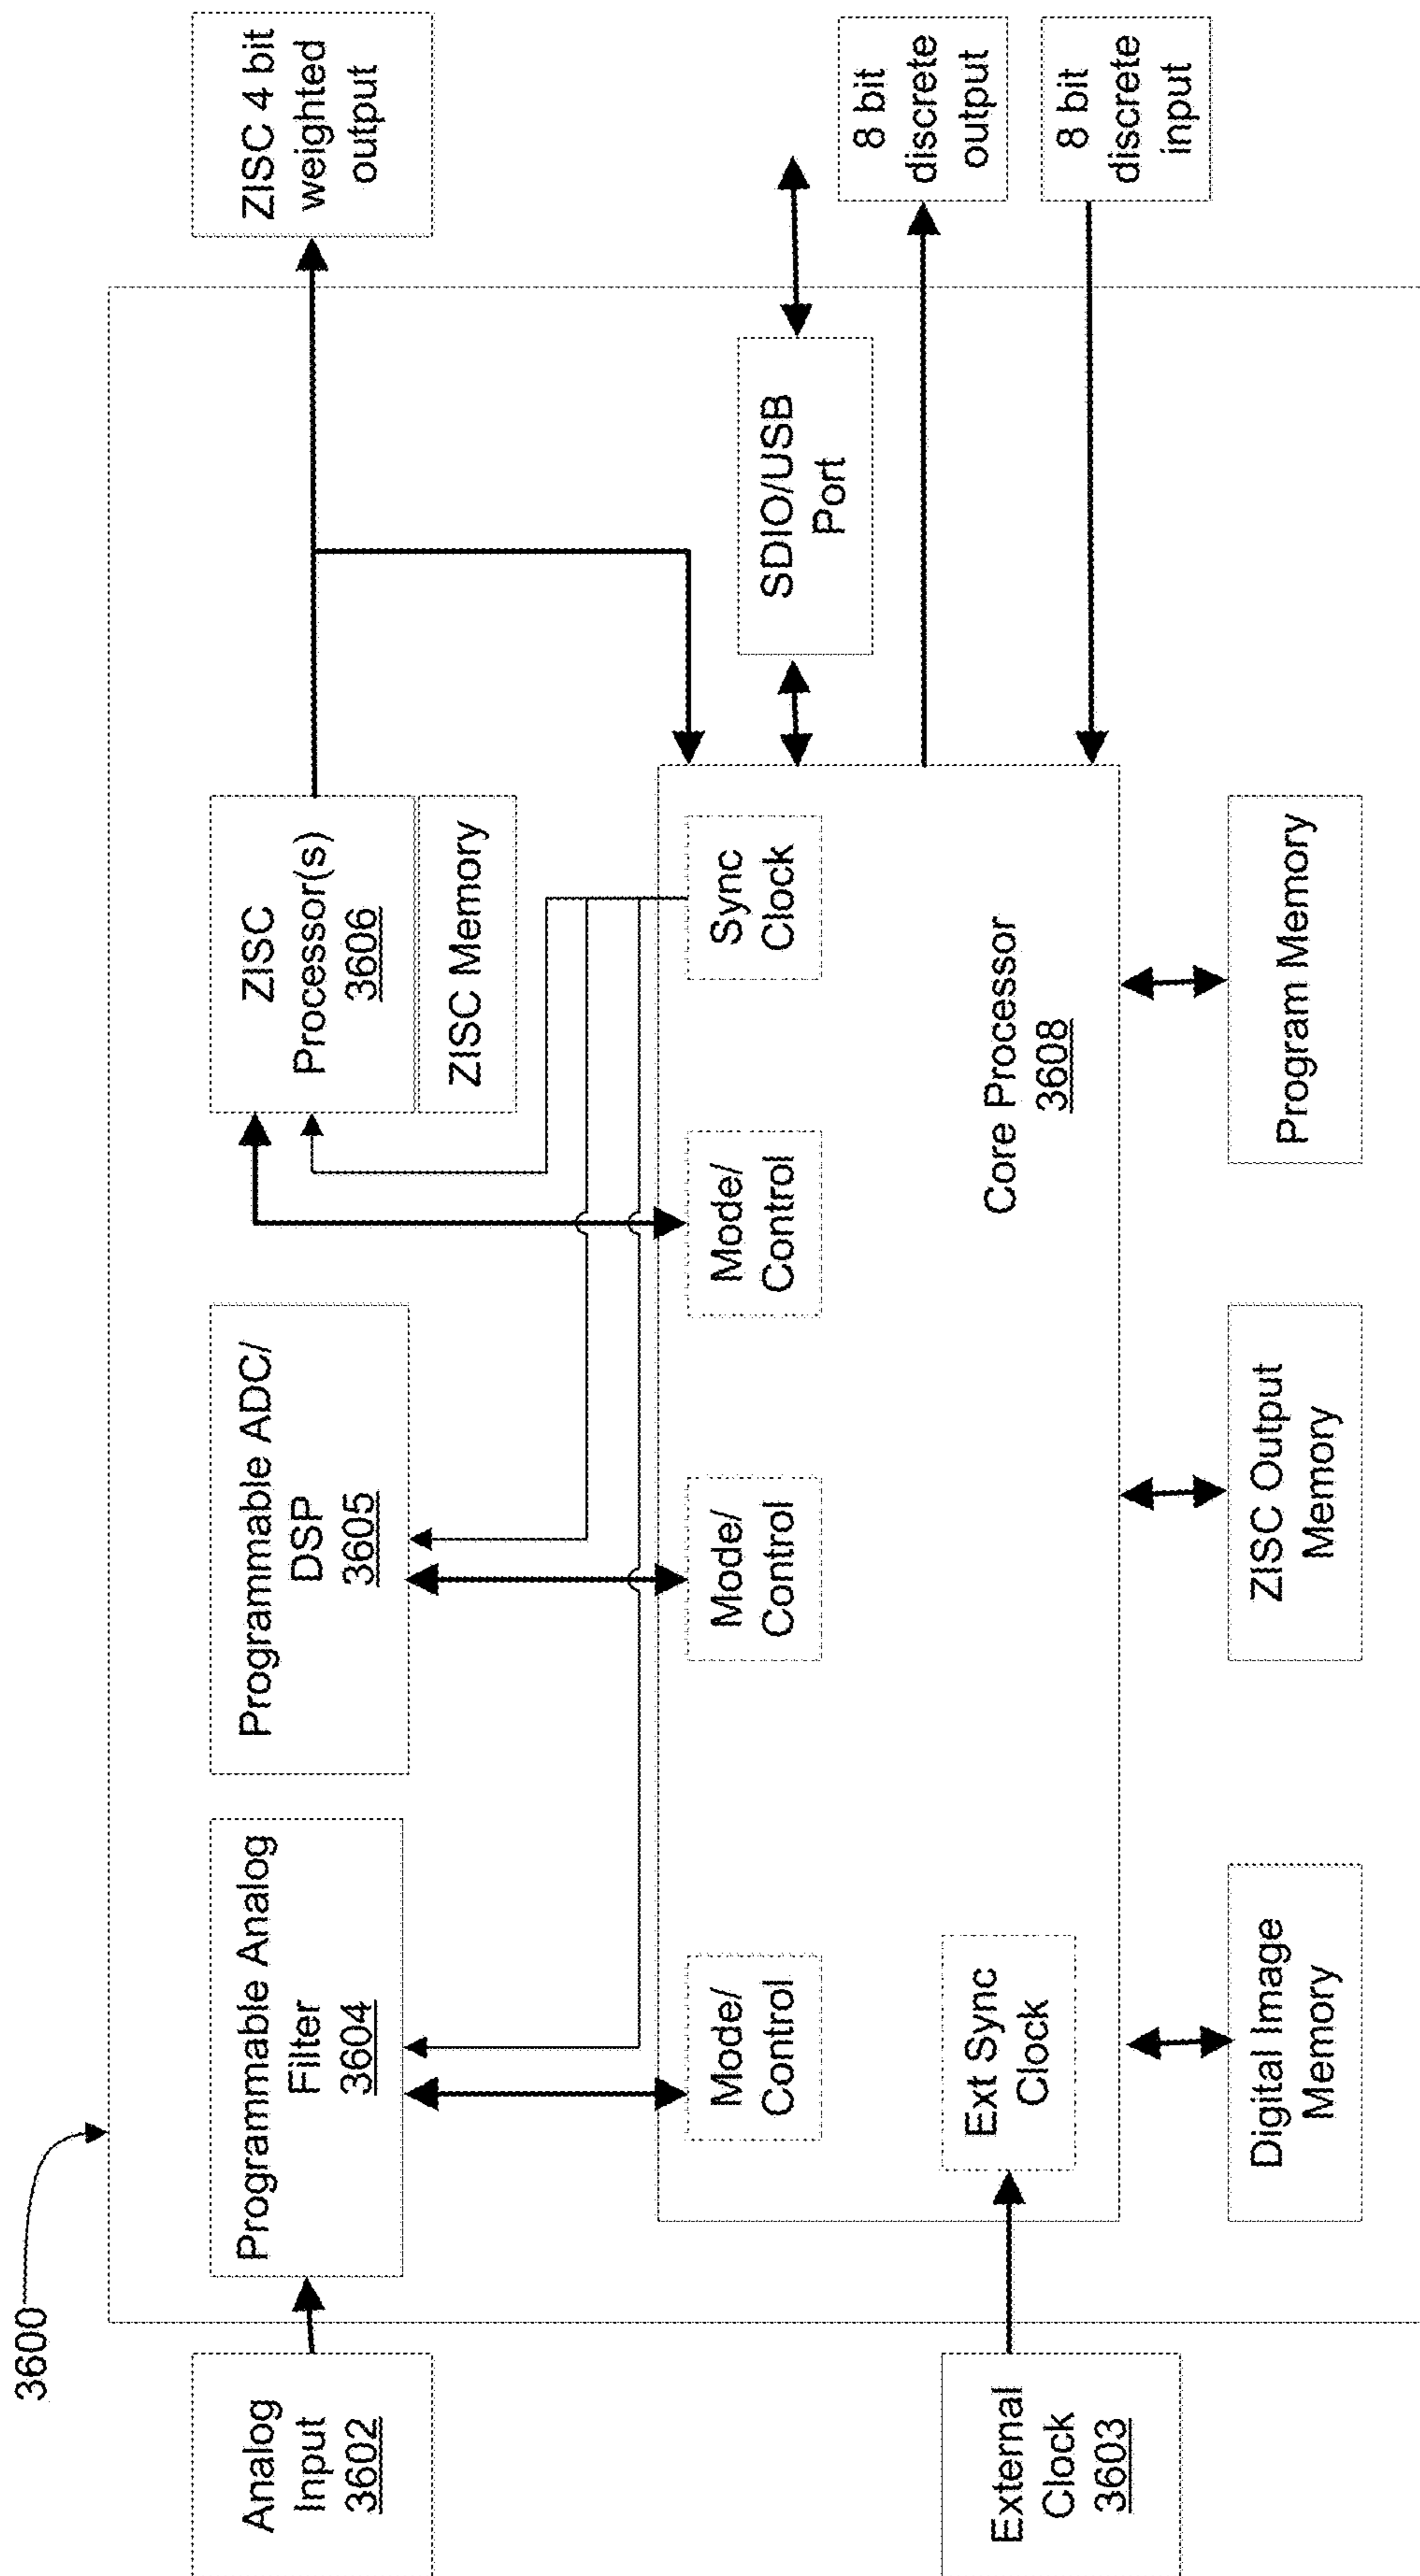 3600
Analog
Input
3602
Programmable Analog
Filter
3604
Programmable ADC/
DSP
3605
ZISC
Processor(s)
3606
ZISC Memory
ZISC 4 bit
weighted
output
Mode/
Control
Mode/
Control
Mode/
Control
Sync
Clock
SDIO/USB
Port
8 bit
discrete
output
8 bit
discrete
input
External
Clock
3603
Ext Sync
Clock
Core Processor
3608
Digital Image
Memory
ZISC Output
Memory
Program Memory